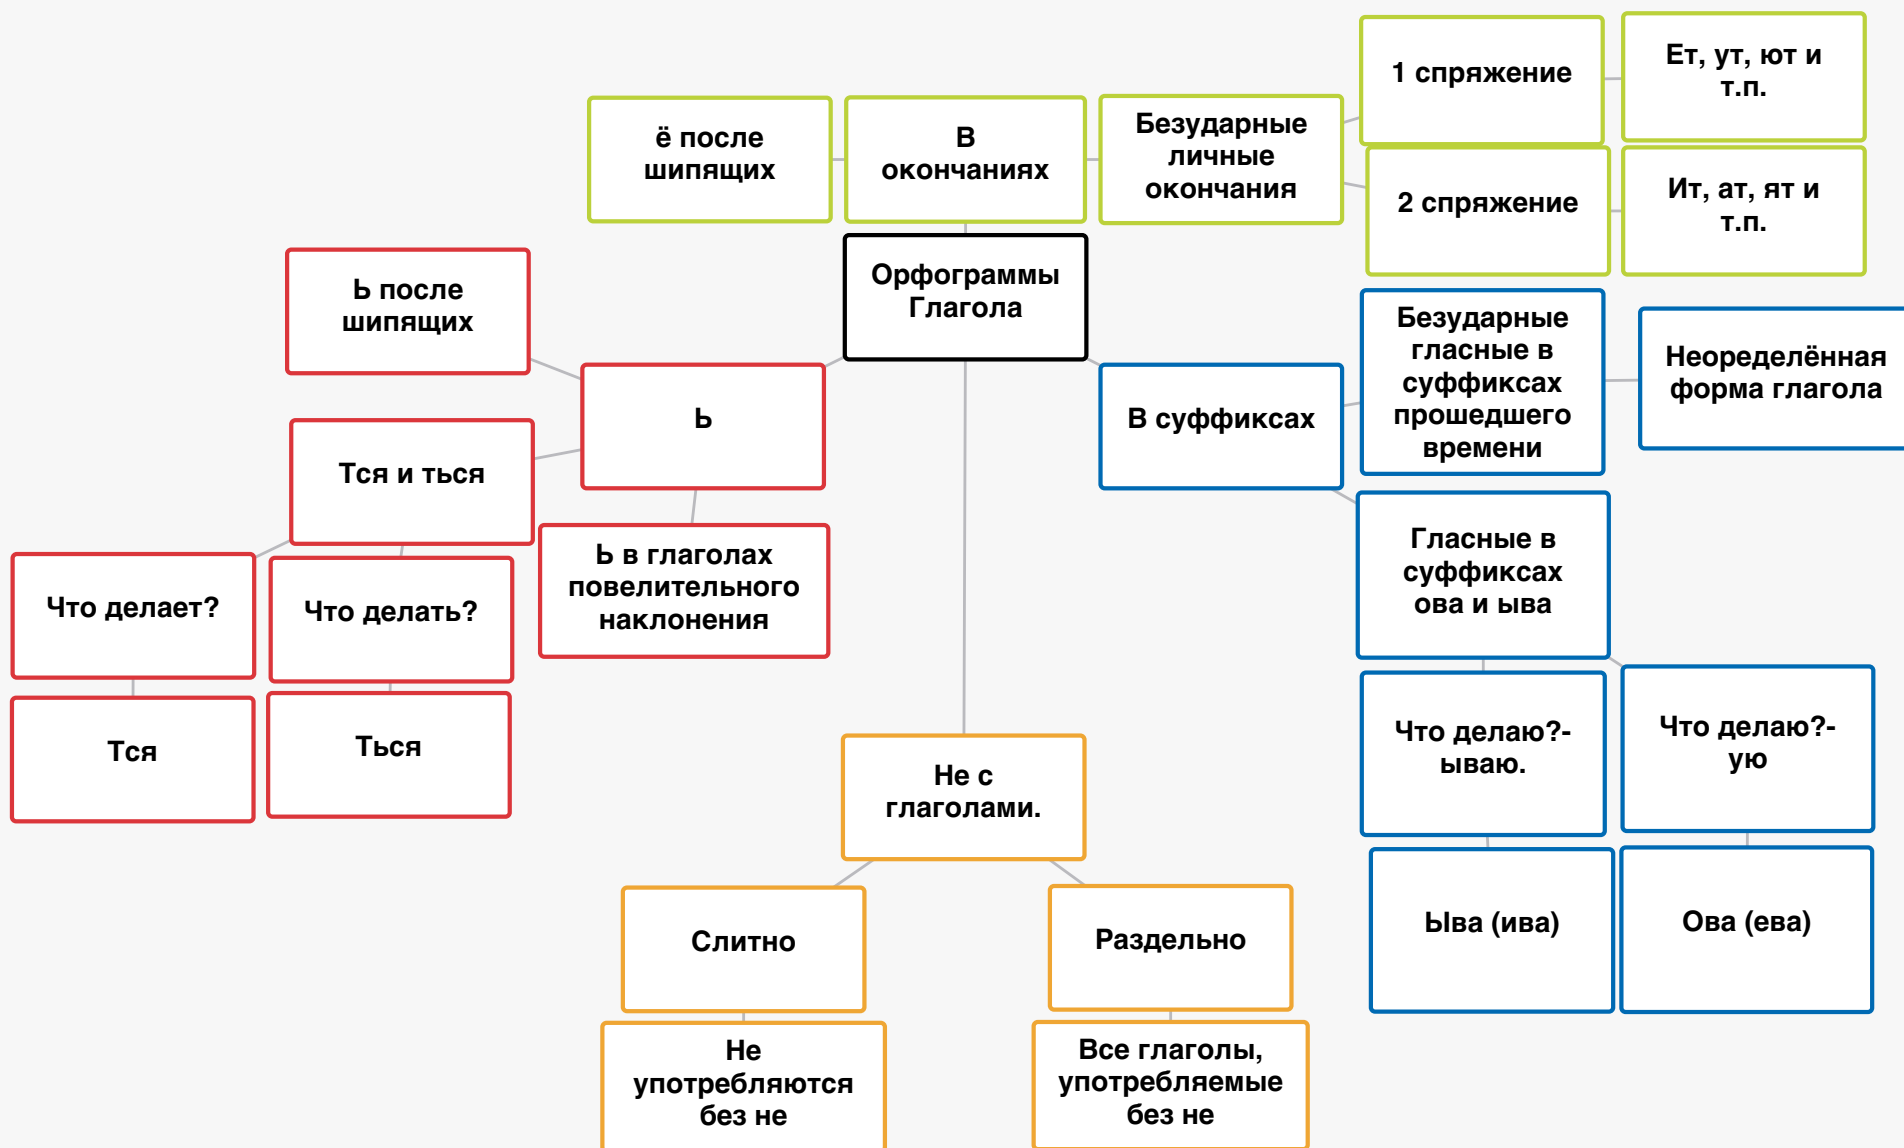 1 спряжение
Ет, ут, ют и
т.п.
ё после
шипящих
В
окончаниях
Безударные
личные
окончания
2 спряжение
Ит, ат, ят и
т.п.
Орфограммы
Глагола
Ь после
шипящих
Ь
Тся и ться
Что делает?
Что делать?
Ь в глаголах
повелительного
наклонения
Тся
Ться
В суффиксах
Безударные
гласные в
суффиксах
прошедшего
времени
Неоределённая
форма глагола
Гласные в
суффиксах
ова и ыва
Что делаю?-
ываю.
Что делаю?-
ую
Ыва (ива)
Ова (ева)
Не с
глаголами.
Слитно
Раздельно
Не
употребляются
без не
Все глаголы,
употребляемые
без не